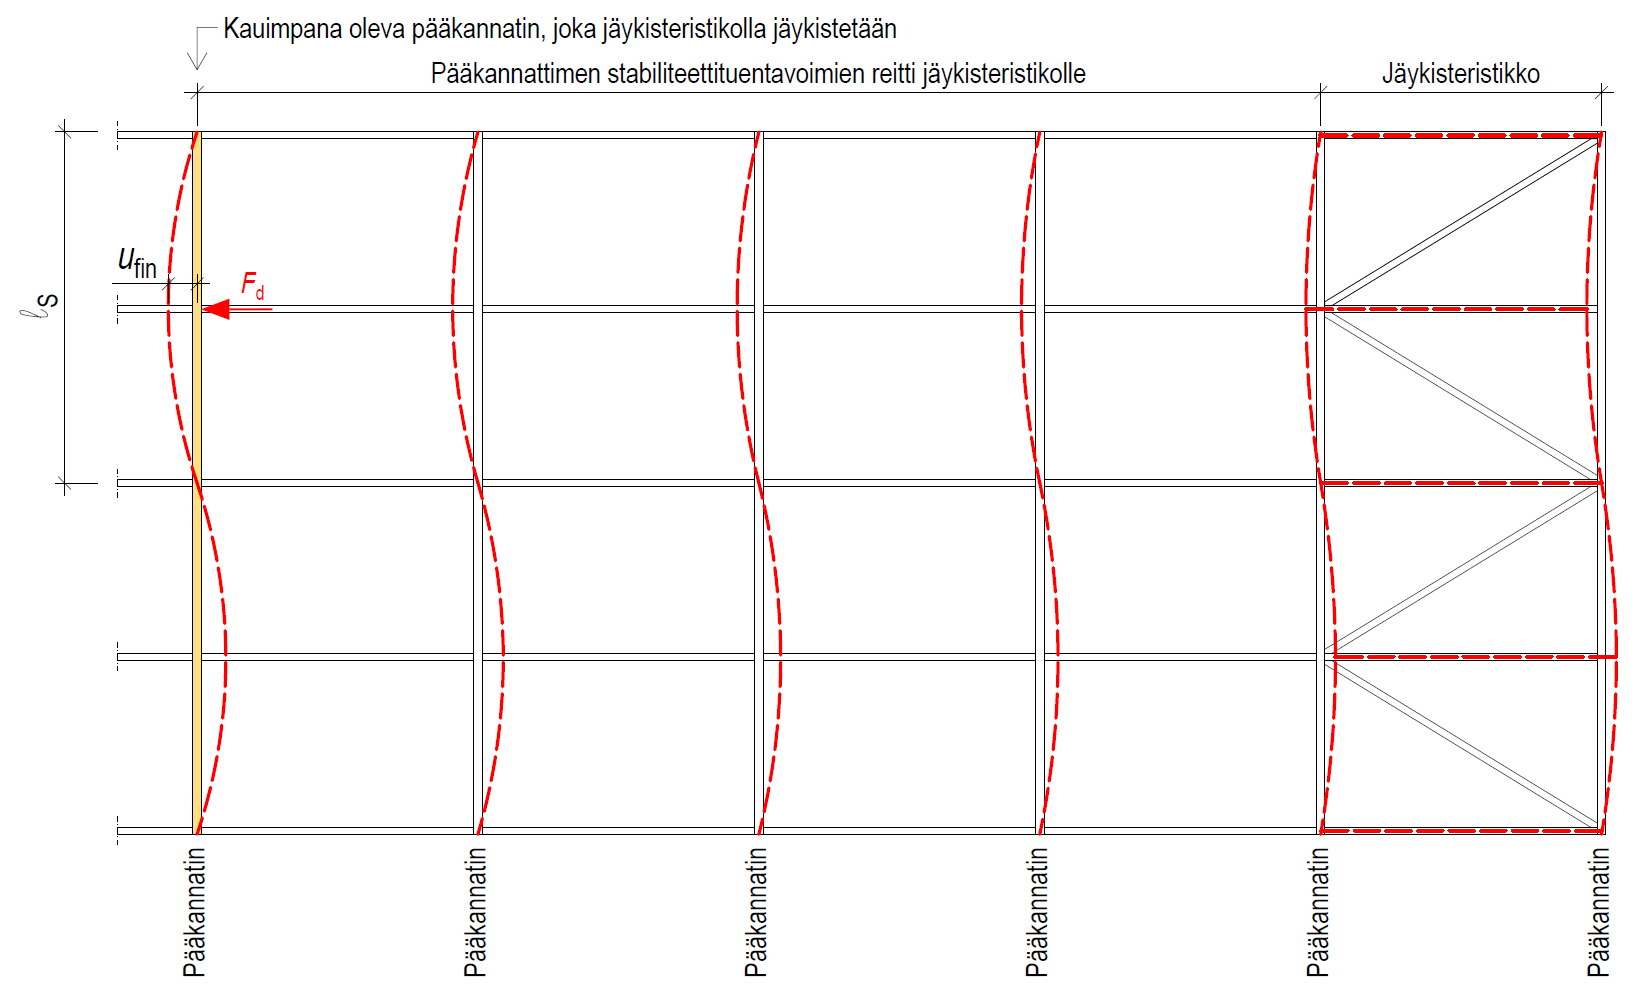 Kauimpana oleva pääkannatin, joka jäykisteristikolla jäykistetään
Pääkannattimen stabiliteettituentavoimien reitti jäykisteristikolle
Jäykisteristikko
ufin
Fd
ℓS
Pääkannatin
Pääkannatin
Pääkannatin
Pääkannatin
Pääkannatin
Pääkannatin